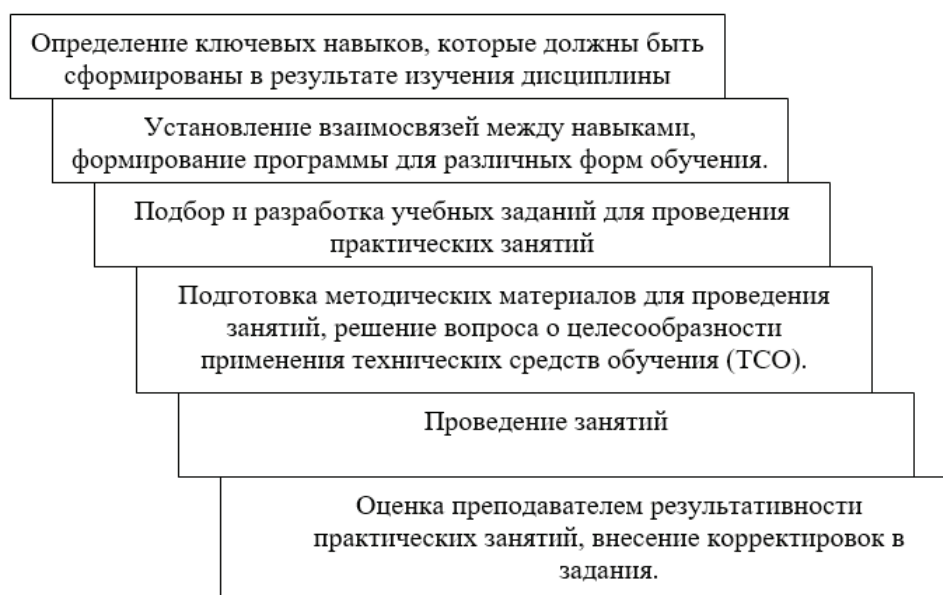 Определение ключевых навыков, которые должны быть
сформированы в результате изучения дисциплины
Установление взаимосвязей между навыками,
формирование программы для различных форм обучения.
Подбор и разработка учебных заданий для проведения
практических занятий
Подготовка методических материалов для проведения
занятий, решение вопроса о целесообразности
применения технических средств обучения (ТСО).
Проведение занятий
Оценка преподавателем результативности
практических занятий, внесение корректировок в
задания.